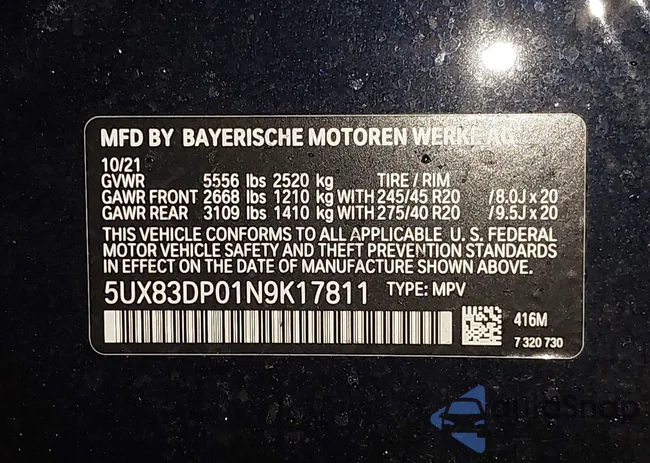 MFD BY BAYERISCHE MOTOREN WERKE AG
10/21
GVWR 5556 lbs 2520 kg TIRE / RIM
GAWR FRONT 2668 lbs 1210 kg WITH 245/45 R20 / 8.0J x 20
GAWR REAR 3109 lbs 1410 kg WITH 275/40 R20 / 9.5J x 20
THIS VEHICLE CONFORMS TO ALL APPLICABLE U. S. FEDERAL
MOTOR VEHICLE SAFETY AND THEFT PREVENTION STANDARDS
IN EFFECT ON THE DATE OF MANUFACTURE SHOWN ABOVE.
5UX83DP01N9K17811 TYPE: MPV
416M
7 320 730
autoSnap